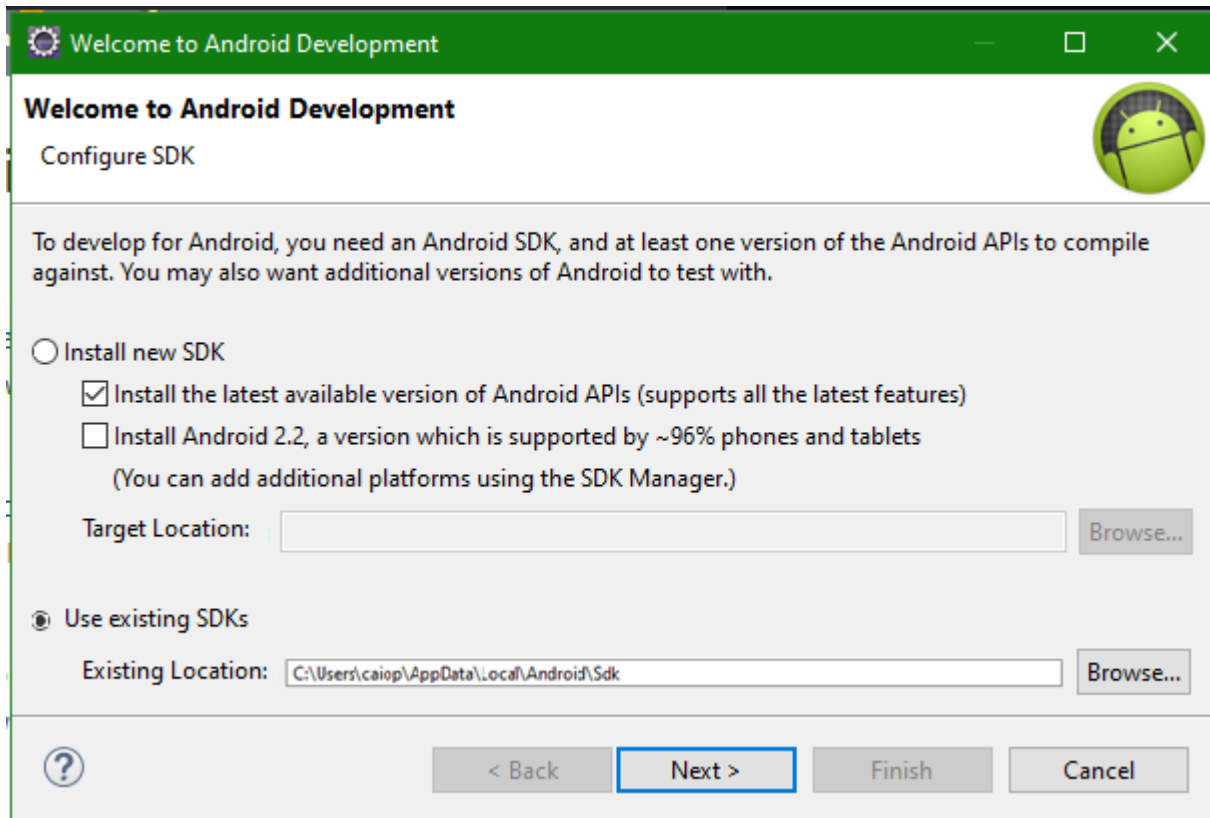 Welcome to Android Development
Welcome to Android Development
Configure SDK
To develop for Android, you need an Android SDK, and at least one version of the Android APIs to compile
against. You may also want additional versions of Android to test with.
Install new SDK
Install the latest available version of Android APIs (supports all the latest features)
Install Android 2.2, a version which is supported by ~96% phones and tablets
(You can add additional platforms using the SDK Manager.)
Target Location:
Browse...
Use existing SDKs
Existing Location: C:\Users\caiop\AppData\Local\Android\Sdk Browse...
? < Back Next > Finish Cancel